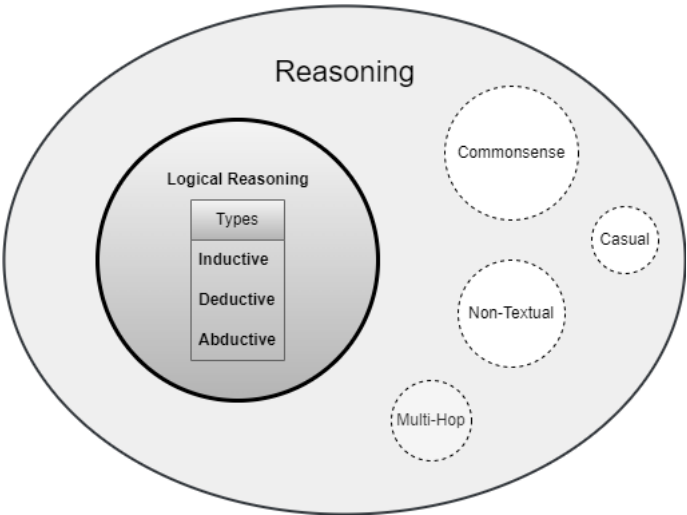 Reasoning
Logical Reasoning
Types
Inductive
Deductive
Abductive
Commonsense
Casual
Non-Textual
Multi-Hop